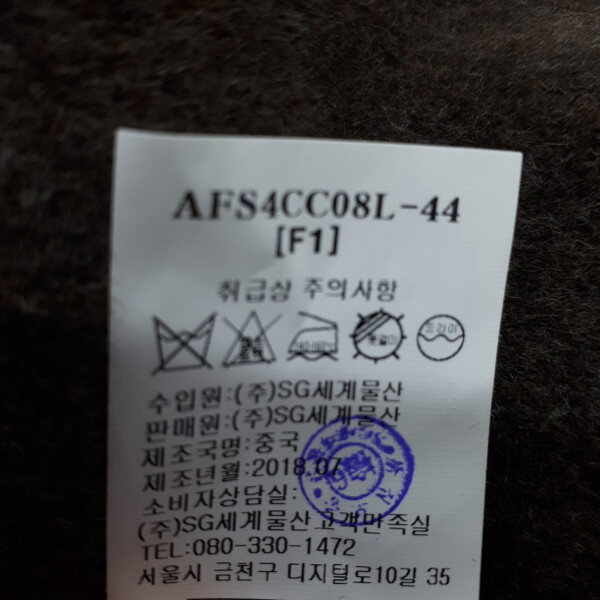 AFS4CC08L-44
[F1]
취급상 주의사항
드라이
수입원:(주)SG세계물산
판매원:(주)SG세계물산
제조국명:중국
제조년월:2018.07
소비자상담실:
(주)SG세계물산고객만족실
TEL:080-330-1472
서울시 금천구 디지털로10길 35